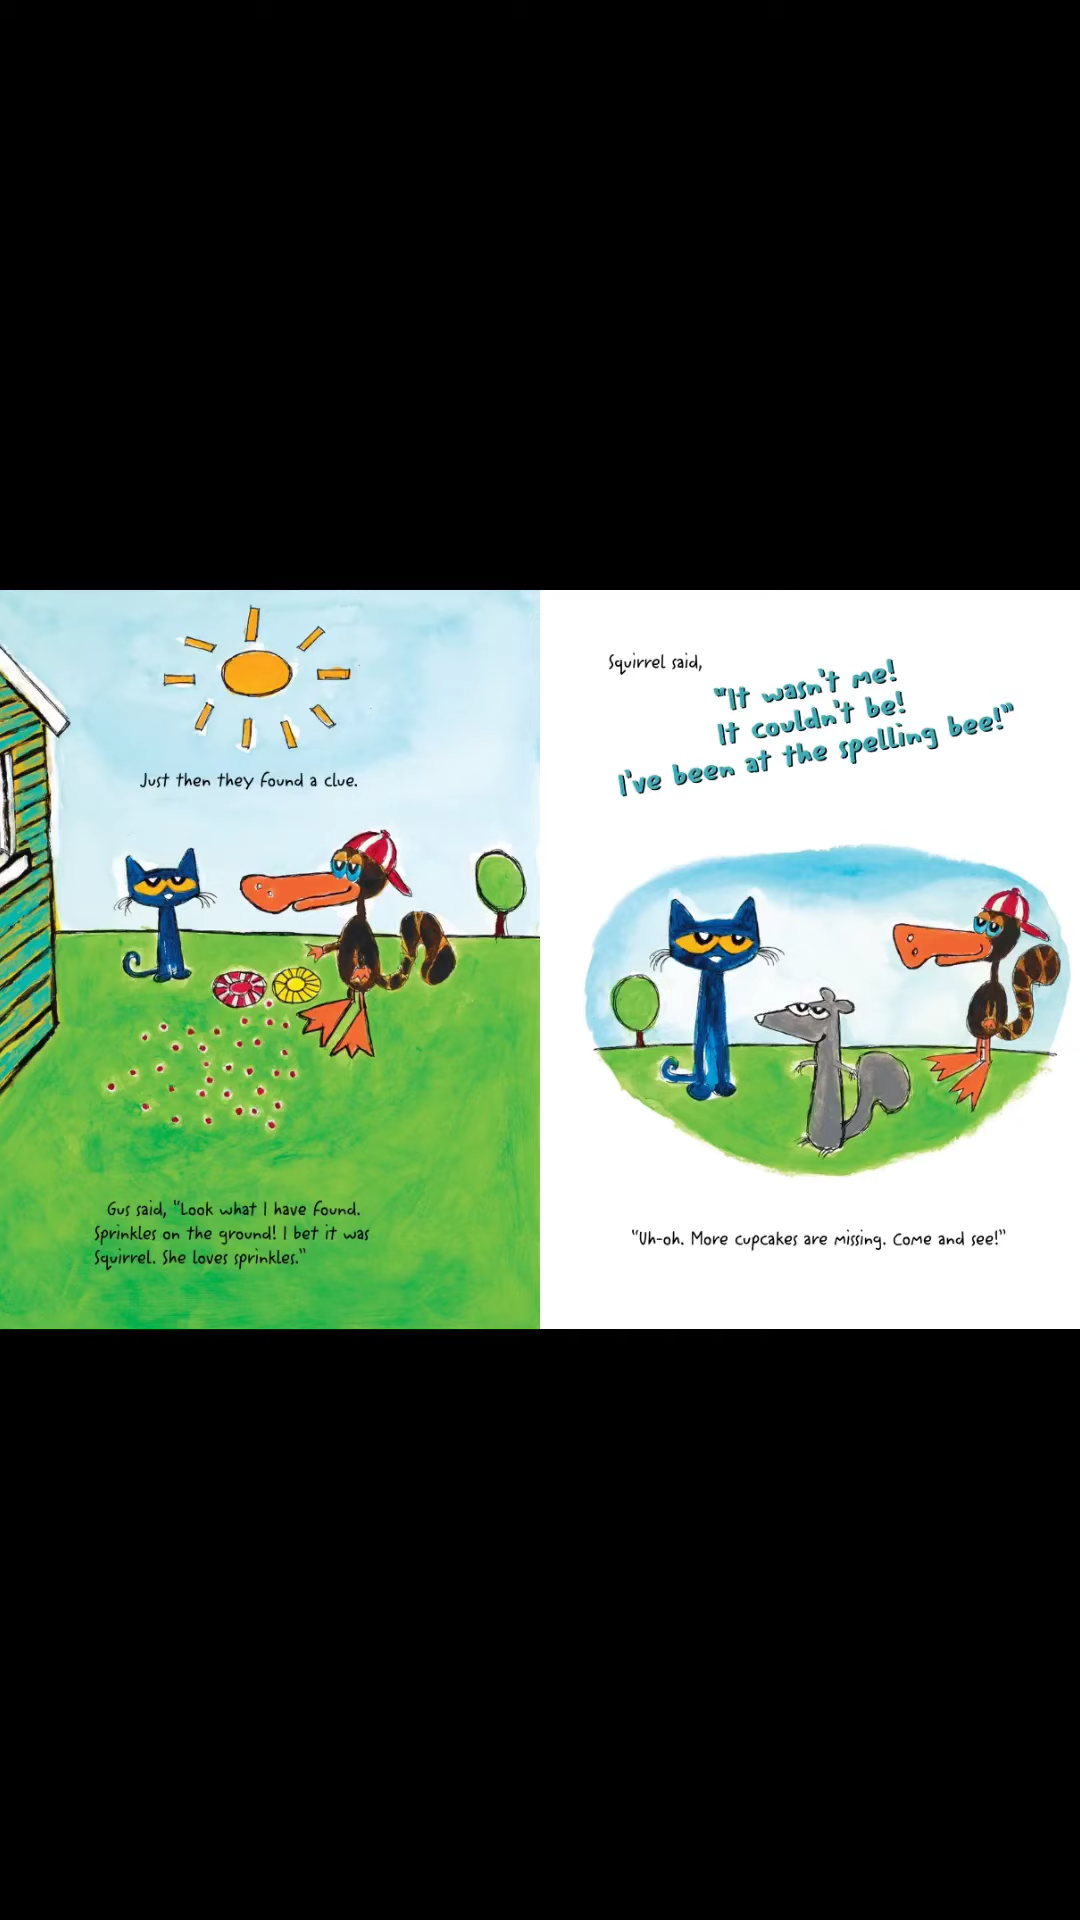 Just then they found a clue.
Gus said, "Look what I have found.
Sprinkles on the ground! I bet it was
Squirrel. She loves sprinkles."
Squirrel said,
"It wasn't me!
It couldn't be!
I've been at the spelling bee!"
"Uh-oh. More cupcakes are missing. Come and see!"